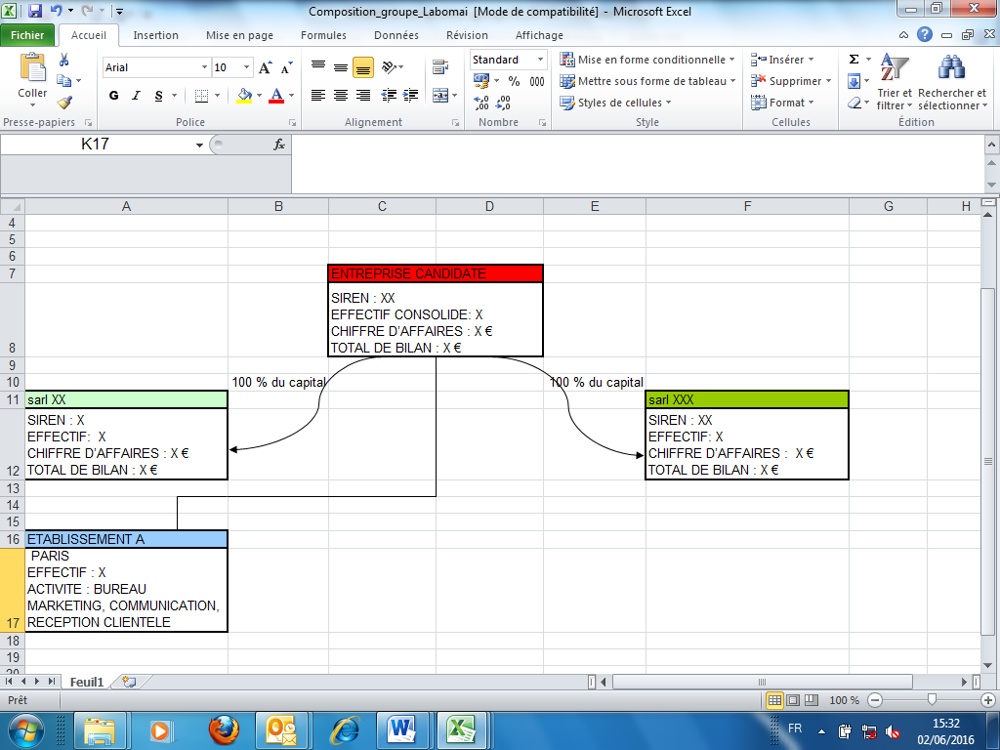 Composition_groupe_Labomai [Mode de compatibilité] - Microsoft Excel
Fichier Accueil Insertion Mise en page Formules Données Révision Affichage
Coller
Presse-papiers
Arial 10
G I S
Police
Alignement
Standard
% 000
Nombre
Mise en forme conditionnelle
Mettre sous forme de tableau
Styles de cellules
Style
Insérer
Supprimer
Format
Cellules
Trier et filtrer
Rechercher et sélectionner
Édition
K17 fx
A B C D E F G H
4
5
6
7 ENTREPRISE CANDIDATE
SIREN : XX
EFFECTIF CONSOLIDE: X
CHIFFRE D'AFFAIRES : X €
8 TOTAL DE BILAN : X €
9
10 100 % du capital 100 % du capital
11 sarl XX sarl XXX
SIREN : X SIREN : XX
EFFECTIF: X EFFECTIF: X
CHIFFRE D'AFFAIRES : X € CHIFFRE D'AFFAIRES : X €
12 TOTAL DE BILAN : X € TOTAL DE BILAN : X €
13
14
15
16 ETABLISSEMENT A
PARIS
EFFECTIF : X
ACTIVITE : BUREAU
MARKETING, COMMUNICATION,
17 RECEPTION CLIENTELE
18
19
20
Feuil1
Prêt 100 %
FR 15:32
02/06/2016